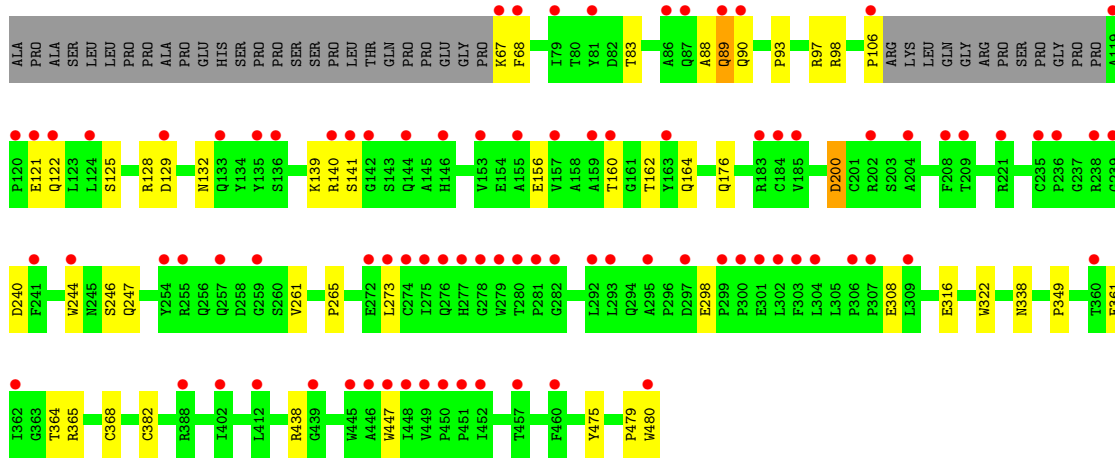 ALA PRO ALA SER LEU LEU GLN PRO PRO ALA PRO GLU HIS SER PRO PRO SER SER PRO LEU THR GLN PRO PRO GLU GLY PRO K67 F68 I79 T80 Y81 D82 T83 A86 Q87 A88 Q89 Q90 P93 R97 R98 P106 ARG LYS LEU GLN GLY ARG PRO SER PRO GLY PRO PRO A119
P120 E121 Q122 L123 L124 S125 R128 D129 N132 Q133 Y134 Y135 S136 K139 R140 S141 G142 S143 Q144 A145 H146 V153 E154 A155 E156 V157 A158 A159 T160 G161 T162 Y163 Q164 Q176 R183 C184 V185 D200 C201 R202 S203 A204 F208 T209 R221 C235 P236 G237 R238 G239
D240 F241 W244 N245 S246 Q247 Y254 R255 Q256 Q257 D258 G259 S260 V261 P265 E272 L273 C274 I275 Q276 H277 G278 W279 T280 P281 G282 L292 L293 Q294 A295 P296 D297 E298 P299 P300 E301 L302 F303 L304 L305 P306 P307 E308 L309 E316 W322 N338 P349 T360 E361
I362 G363 T364 R365 C368 C382 R388 I402 L412 R438 G439 W445 A446 W447 I448 V449 P450 P451 I452 T457 F460 Y475 P479 W480